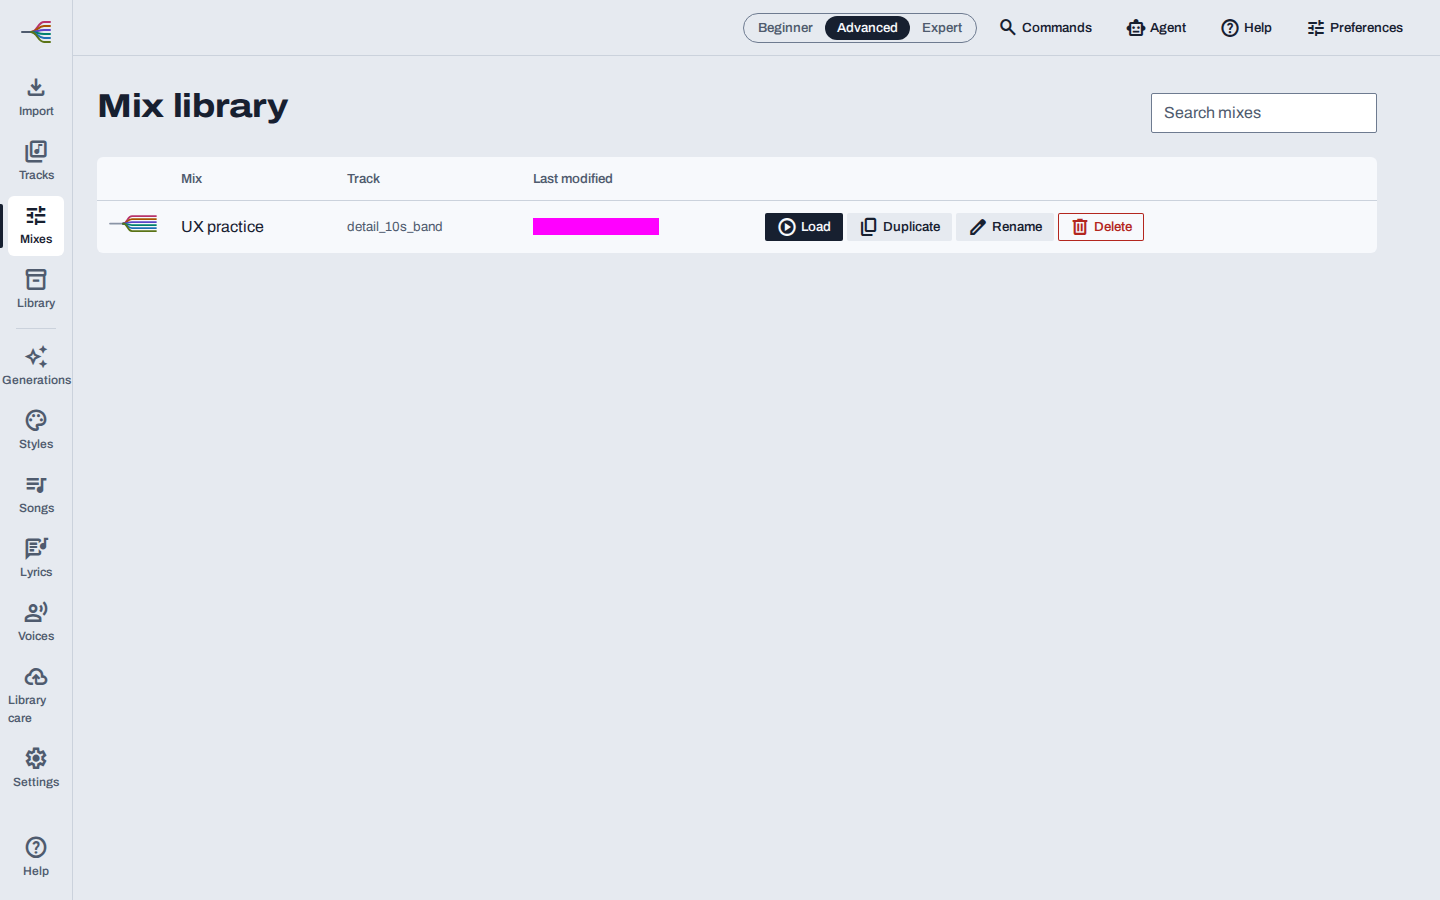 Beginner Advanced Expert Commands Agent Help Preferences
Import
Tracks
Mixes
Library
Generations
Styles
Songs
Lyrics
Voices
Library
care
Settings
Help
Mix library
Search mixes
Mix Track Last modified
UX practice detail_10s_band Load Duplicate Rename Delete